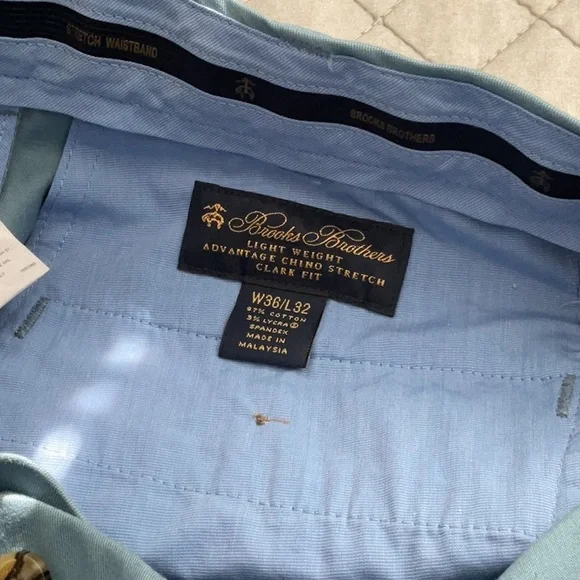 STRETCH WAISTBAND
BROOKS BROTHERS
Brooks Brothers
LIGHT WEIGHT
ADVANTAGE CHINO STRETCH
CLARK FIT
W36/L32
97% COTTON
3% LYCRA®
SPANDEX
MADE IN
MALAYSIA